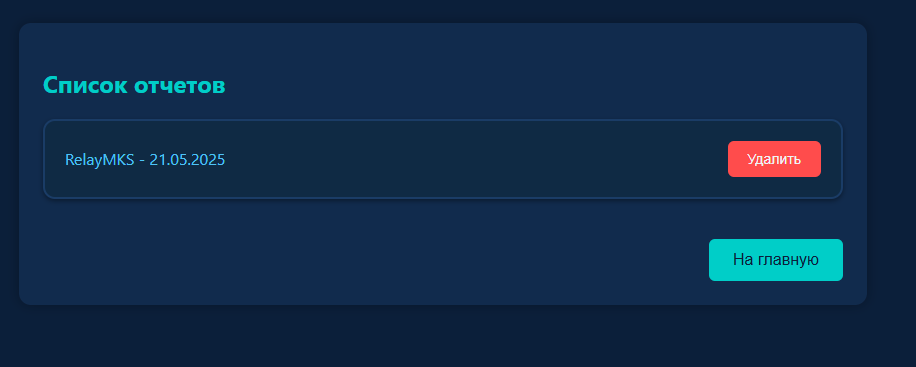 Список отчетов
RelayMKS - 21.05.2025
Удалить
На главную